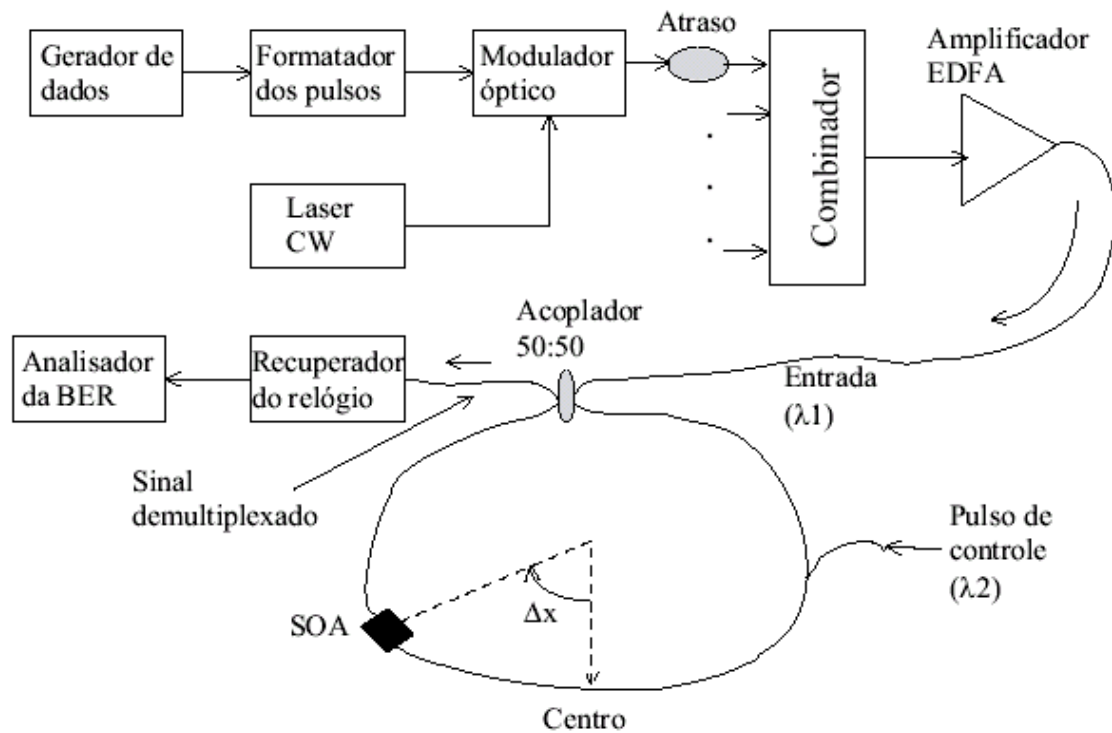 Gerador de
dados
Formatador
dos pulsos
Modulador
óptico
Atraso
Combinador
Amplificador
EDFA
Laser
CW
Analisador
da BER
Recuperador
do relógio
Acoplador
50:50
Entrada
(λ1)
Sinal
demultiplexado
Pulso de
controle
(λ2)
SOA
Δx
Centro